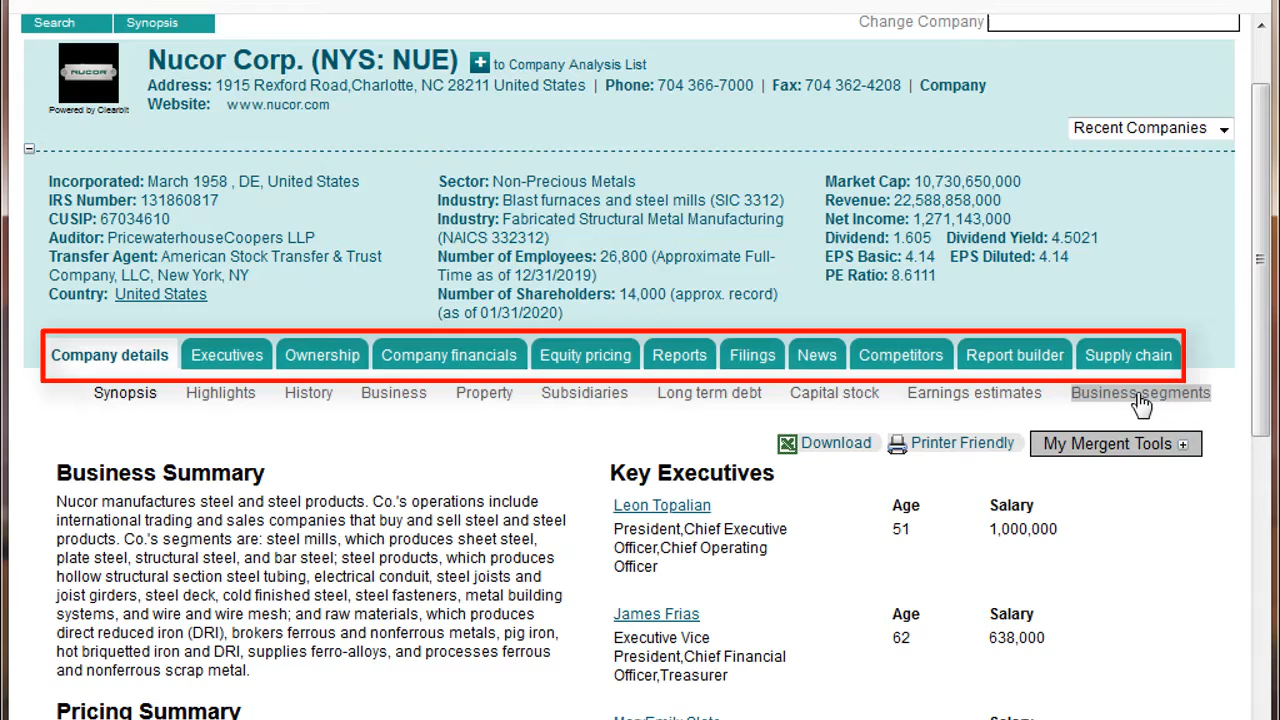 Search Synopsis Change Company
Nucor Corp. (NYS: NUE) + to Company Analysis List
Address: 1915 Rexford Road,Charlotte, NC 28211 United States | Phone: 704 366-7000 | Fax: 704 362-4208 | Company
Website: www.nucor.com
NUCOR
Powered by Clearbit
Recent Companies
Incorporated: March 1958 , DE, United States
IRS Number: 131860817
CUSIP: 67034610
Auditor: PricewaterhouseCoopers LLP
Transfer Agent: American Stock Transfer & Trust
Company, LLC, New York, NY
Country: United States
Sector: Non-Precious Metals
Industry: Blast furnaces and steel mills (SIC 3312)
Industry: Fabricated Structural Metal Manufacturing
(NAICS 332312)
Number of Employees: 26,800 (Approximate Full-
Time as of 12/31/2019)
Number of Shareholders: 14,000 (approx. record)
(as of 01/31/2020)
Market Cap: 10,730,650,000
Revenue: 22,588,858,000
Net Income: 1,271,143,000
Dividend: 1.605 Dividend Yield: 4.5021
EPS Basic: 4.14 EPS Diluted: 4.14
PE Ratio: 8.6111
Company details Executives Ownership Company financials Equity pricing Reports Filings News Competitors Report builder Supply chain
Synopsis Highlights History Business Property Subsidiaries Long term debt Capital stock Earnings estimates Business segments
Download Printer Friendly My Mergent Tools +
Business Summary
Nucor manufactures steel and steel products. Co.'s operations include
international trading and sales companies that buy and sell steel and steel
products. Co.'s segments are: steel mills, which produces sheet steel,
plate steel, structural steel, and bar steel; steel products, which produces
hollow structural section steel tubing, electrical conduit, steel joists and
joist girders, steel deck, cold finished steel, steel fasteners, metal building
systems, and wire and wire mesh; and raw materials, which produces
direct reduced iron (DRI), brokers ferrous and nonferrous metals, pig iron,
hot briquetted iron and DRI, supplies ferro-alloys, and processes ferrous
and nonferrous scrap metal.
Pricing Summary
Key Executives
Leon Topalian Age Salary
President,Chief Executive 51 1,000,000
Officer,Chief Operating
Officer
James Frias Age Salary
Executive Vice 62 638,000
President,Chief Financial
Officer,Treasurer